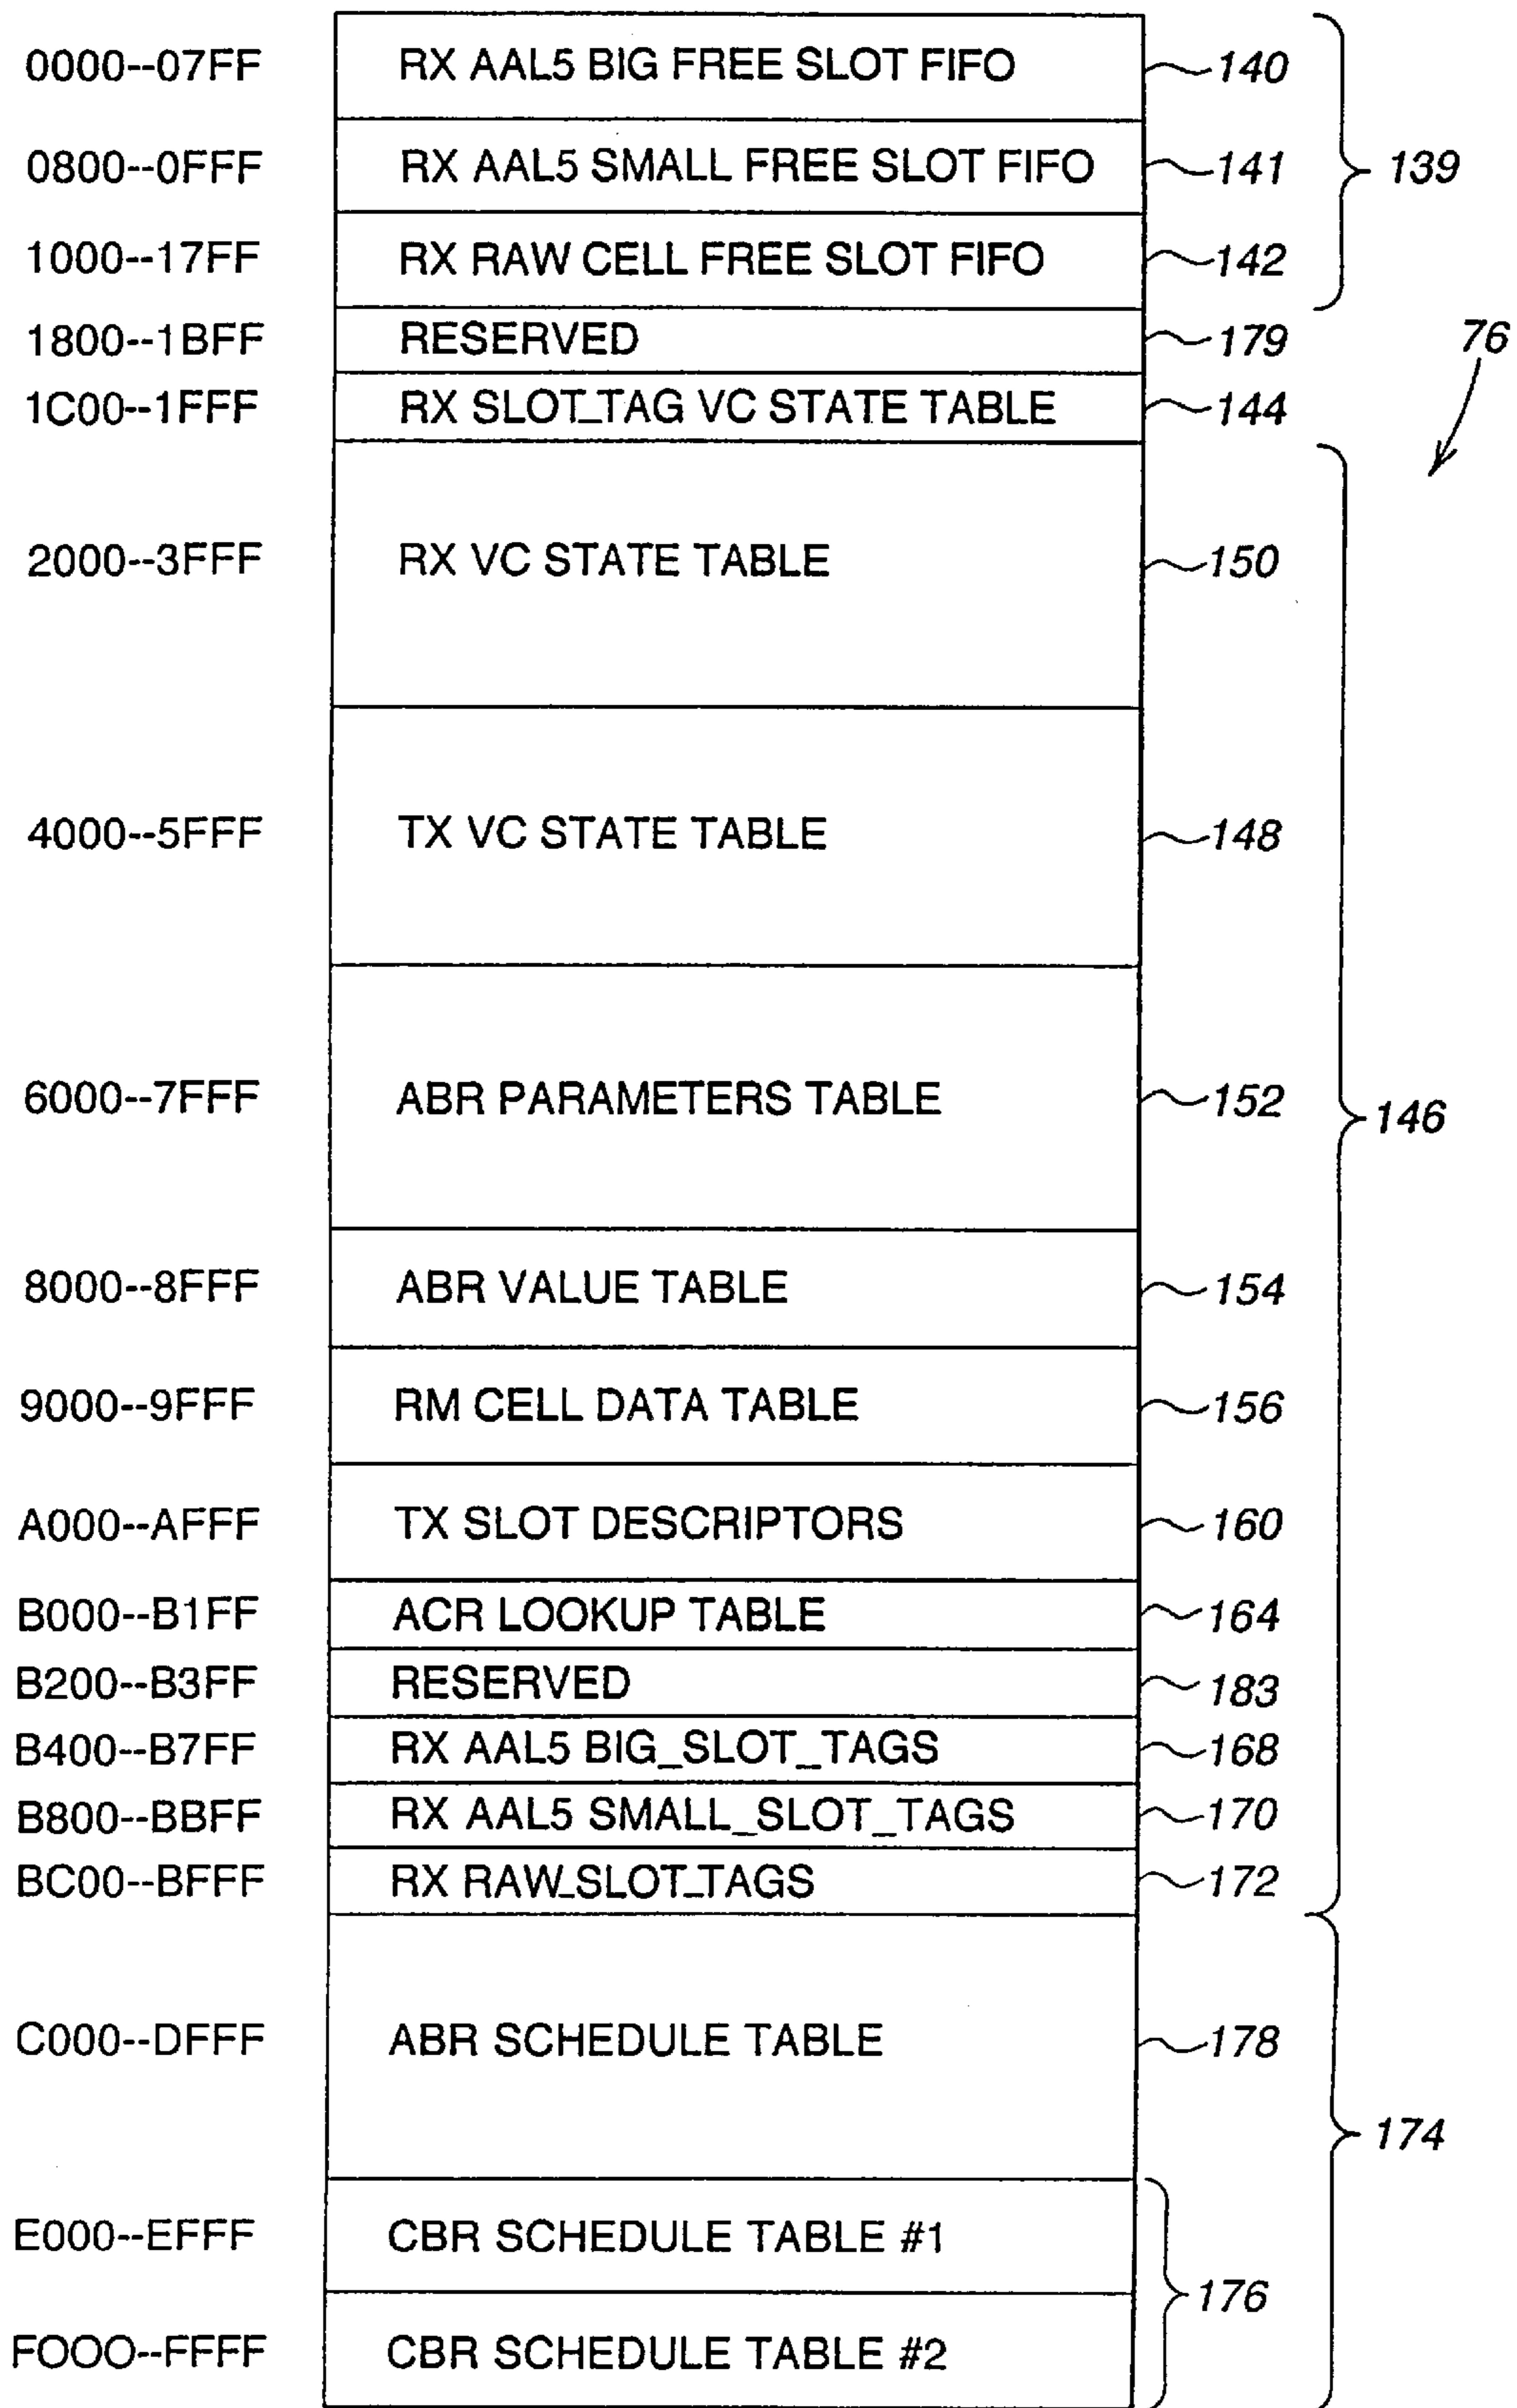 0000--07FF RX AAL5 BIG FREE SLOT FIFO 140
0800--0FFF RX AAL5 SMALL FREE SLOT FIFO 141 139
1000--17FF RX RAW CELL FREE SLOT FIFO 142
1800--1BFF RESERVED 179 76
1C00--1FFF RX SLOT_TAG VC STATE TABLE 144
2000--3FFF RX VC STATE TABLE 150
4000--5FFF TX VC STATE TABLE 148
6000--7FFF ABR PARAMETERS TABLE 152 146
8000--8FFF ABR VALUE TABLE 154
9000--9FFF RM CELL DATA TABLE 156
A000--AFFF TX SLOT DESCRIPTORS 160
B000--B1FF ACR LOOKUP TABLE 164
B200--B3FF RESERVED 183
B400--B7FF RX AAL5 BIG_SLOT_TAGS 168
B800--BBFF RX AAL5 SMALL_SLOT_TAGS 170
BC00--BFFF RX RAW_SLOT_TAGS 172
C000--DFFF ABR SCHEDULE TABLE 178
174
E000--EFFF CBR SCHEDULE TABLE #1
176
FOOO--FFFF CBR SCHEDULE TABLE #2